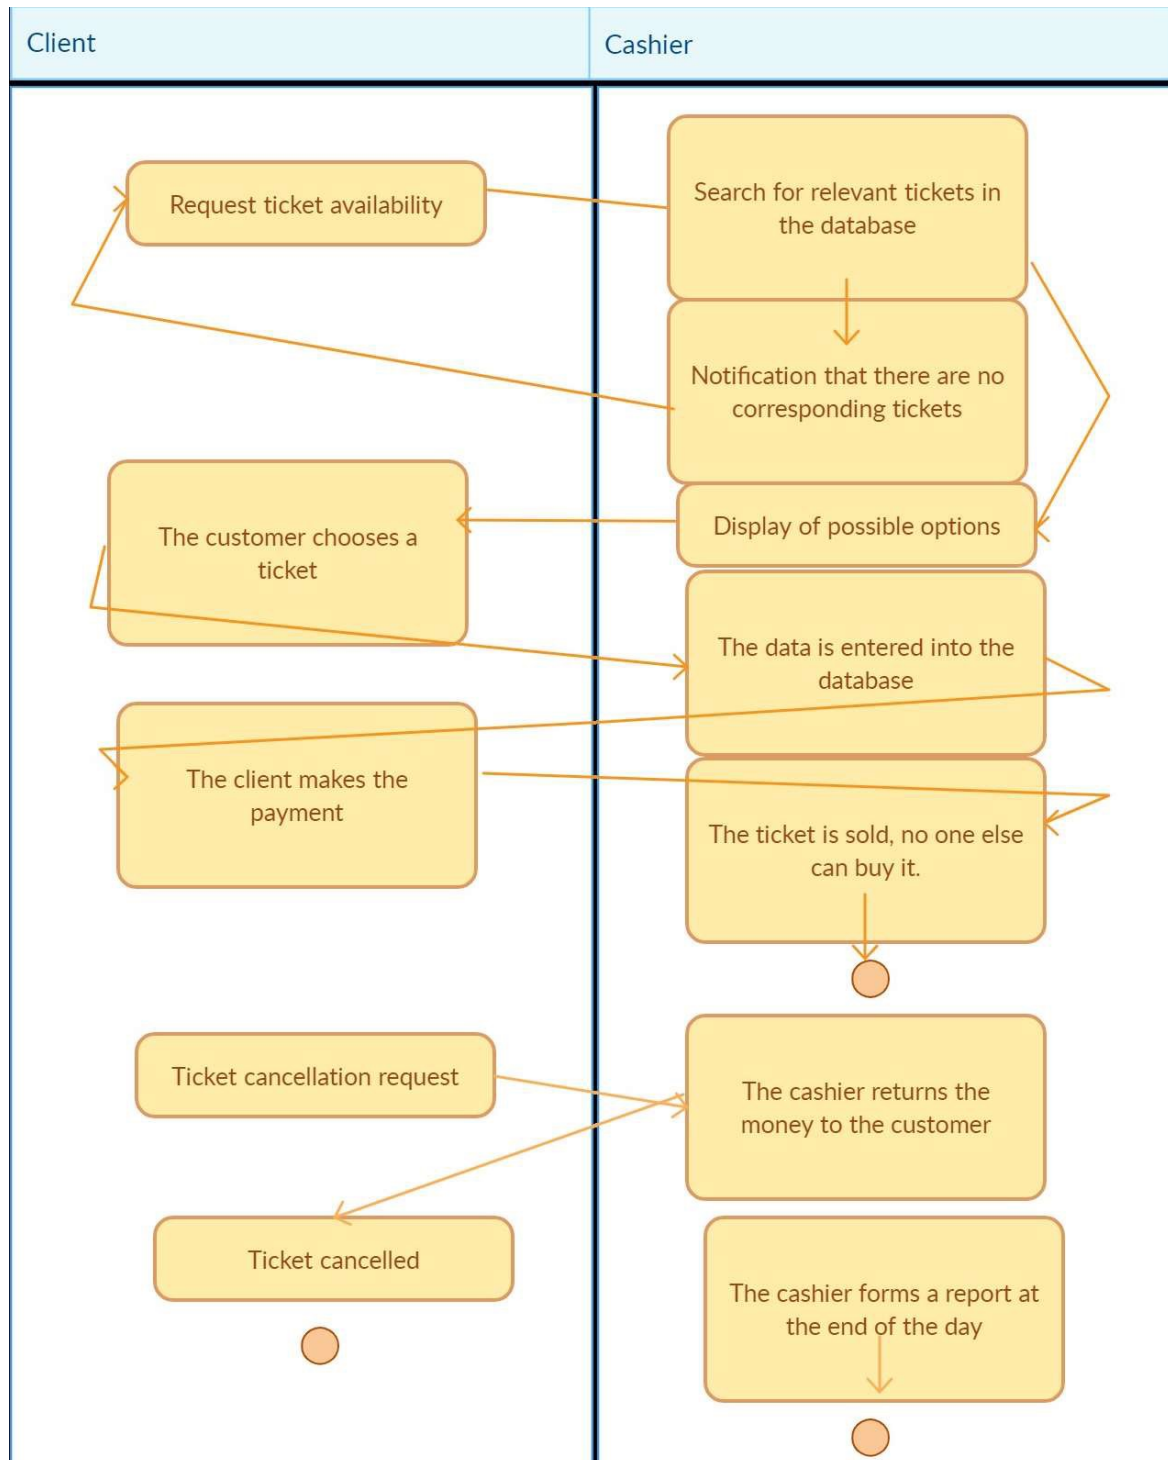 Client
Cashier
Request ticket availability
Search for relevant tickets in
the database
Notification that there are no
corresponding tickets
Display of possible options
The customer chooses a
ticket
The data is entered into the
database
The client makes the
payment
The ticket is sold, no one else
can buy it.
Ticket cancellation request
The cashier returns the
money to the customer
Ticket cancelled
The cashier forms a report at
the end of the day